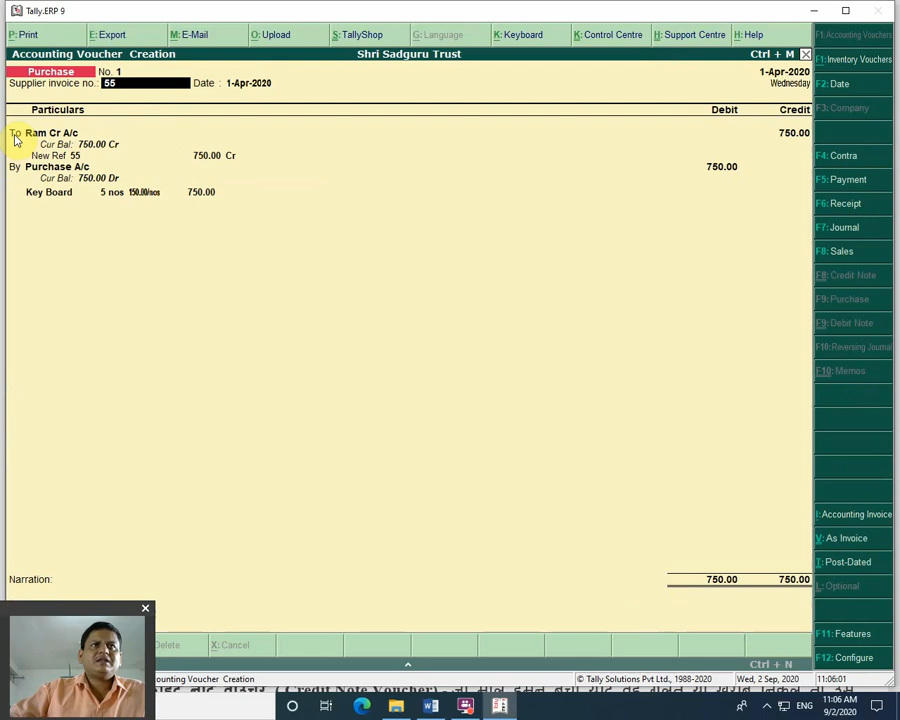 Tally.ERP 9
P: Print E: Export M: E-Mail O: Upload S: TallyShop G: Language K: Keyboard K: Control Centre H: Support Centre H: Help
F1: Accounting Vouchers
Accounting Voucher Creation Shri Sadguru Trust Ctrl + M
F1: Inventory Vouchers
Purchase No. 1 1-Apr-2020
Supplier invoice no.: 55 Date : 1-Apr-2020 Wednesday
F2: Date
Particulars Debit Credit
F3: Company
To Ram Cr A/c 750.00
Cur Bal: 750.00 Cr
New Ref 55 750.00 Cr
F4: Contra
By Purchase A/c 750.00
Cur Bal: 750.00 Dr
F5: Payment
Key Board 5 nos 150.00/nos 750.00
F6: Receipt
F7: Journal
F8: Sales
F8: Credit Note
F9: Purchase
F9: Debit Note
F10: Reversing Journal
F10: Memos
I: Accounting Invoice
V: As Invoice
T: Post-Dated
Narration: 750.00 750.00
L: Optional
F11: Features
Delete X: Cancel
F12: Configure
Ctrl + N
counting Voucher Creation © Tally Solutions Pvt Ltd., 1988-2020 Wed, 2 Sep, 2020 11:06:01
ENG 11:06 AM
9/2/2020